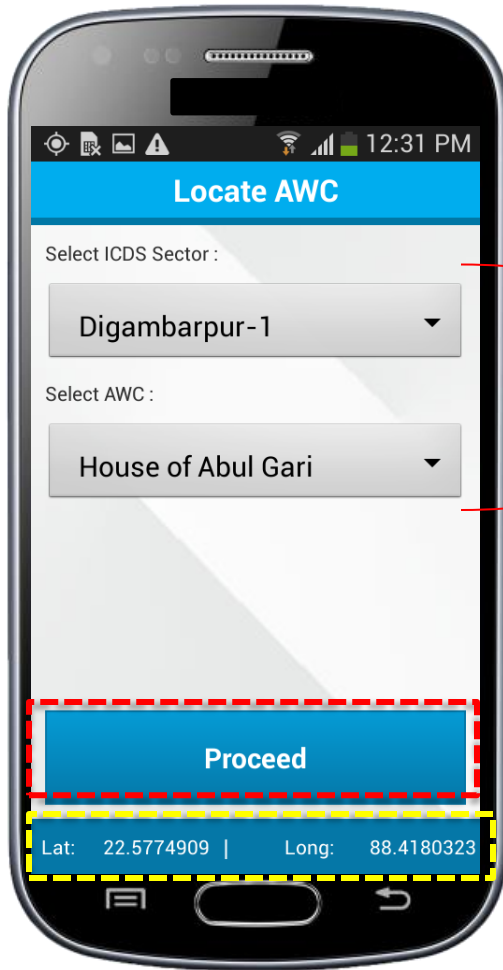 12:31 PM
Locate AWC
Select ICDS Sector :
Digambarpur-1
Select AWC :
House of Abul Gari
Proceed
Lat: 22.5774909 | Long: 88.4180323